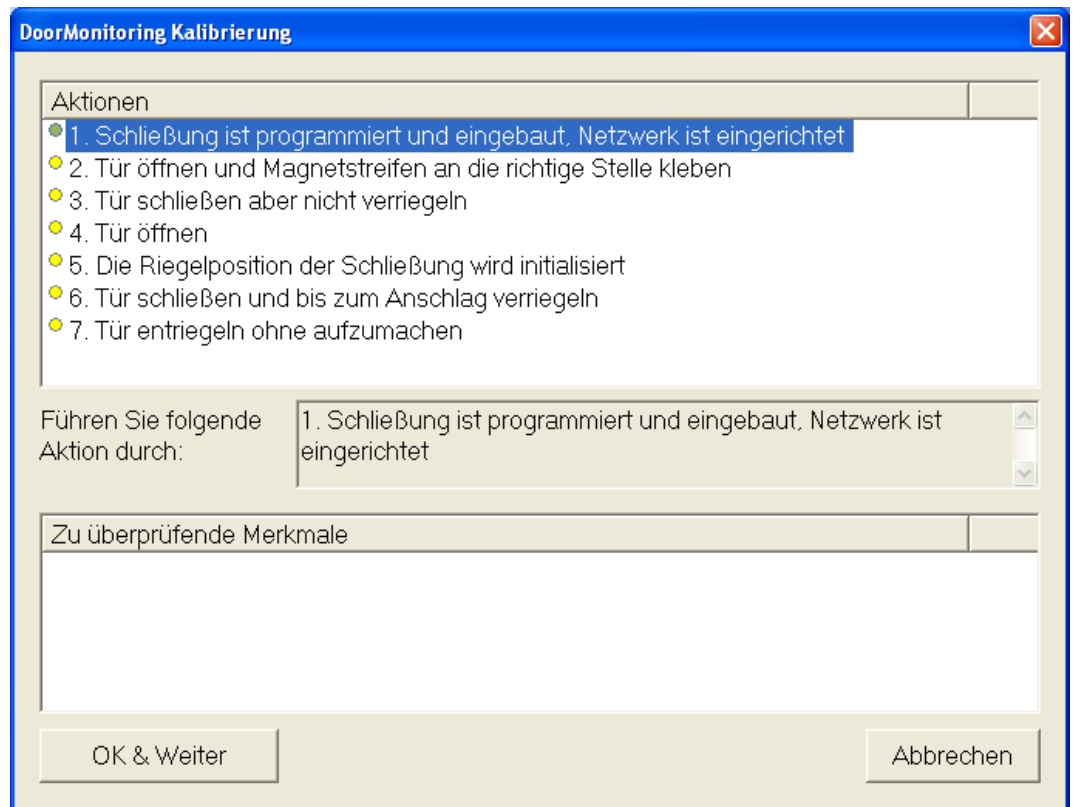 DoorMonitoring Kalibrierung
Aktionen
1. Schließung ist programmiert und eingebaut, Netzwerk ist eingerichtet
2. Tür öffnen und Magnetstreifen an die richtige Stelle kleben
3. Tür schließen aber nicht verriegeln
4. Tür öffnen
5. Die Riegelposition der Schließung wird initialisiert
6. Tür schließen und bis zum Anschlag verriegeln
7. Tür entriegeln ohne aufzumachen
Führen Sie folgende
Aktion durch:
1. Schließung ist programmiert und eingebaut, Netzwerk ist
eingerichtet
Zu überprüfende Merkmale
OK & Weiter
Abbrechen